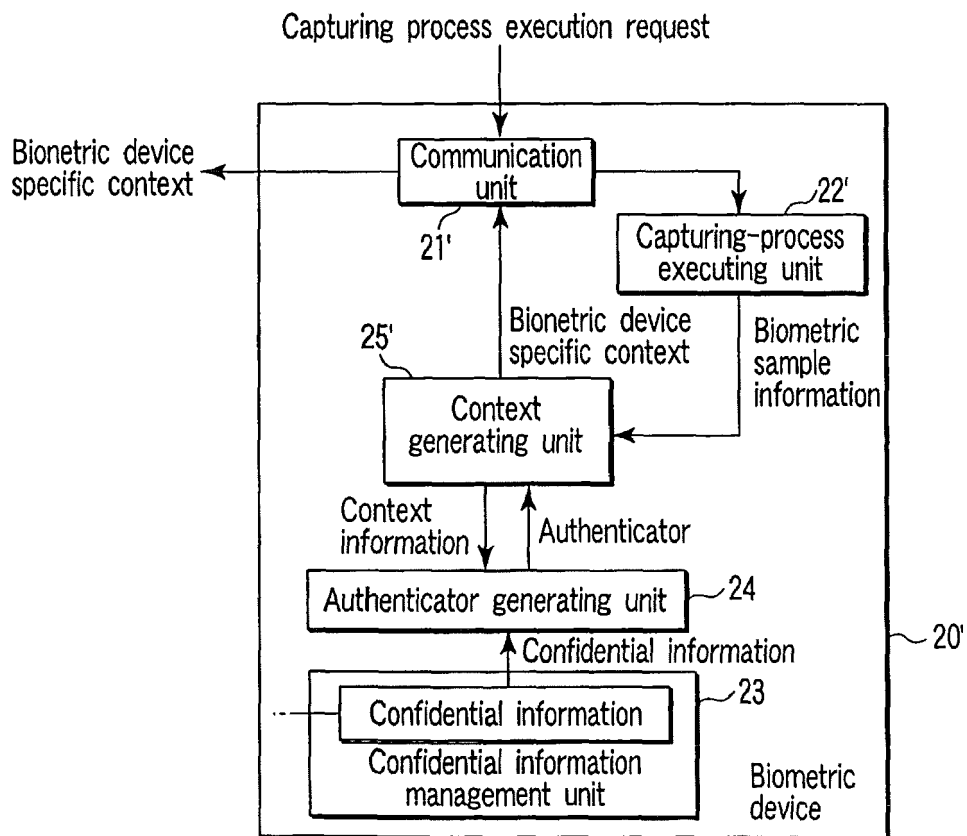 Capturing process execution request
Bionetric device
specific context
Communication
unit
21'
22'
Capturing-process
executing unit
Bionetric device
specific context
Biometric
sample
information
25'
Context
generating unit
Context
information
Authenticator
Authenticator generating unit
24
Confidential information
20'
23
Confidential information
Confidential information
management unit
Biometric
device